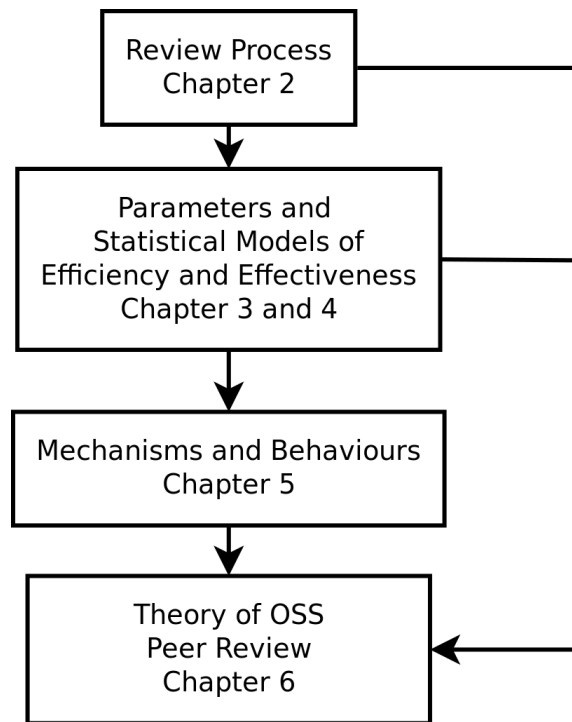 Review Process
Chapter 2
Parameters and
Statistical Models of
Efficiency and Effectiveness
Chapter 3 and 4
Mechanisms and Behaviours
Chapter 5
Theory of OSS
Peer Review
Chapter 6